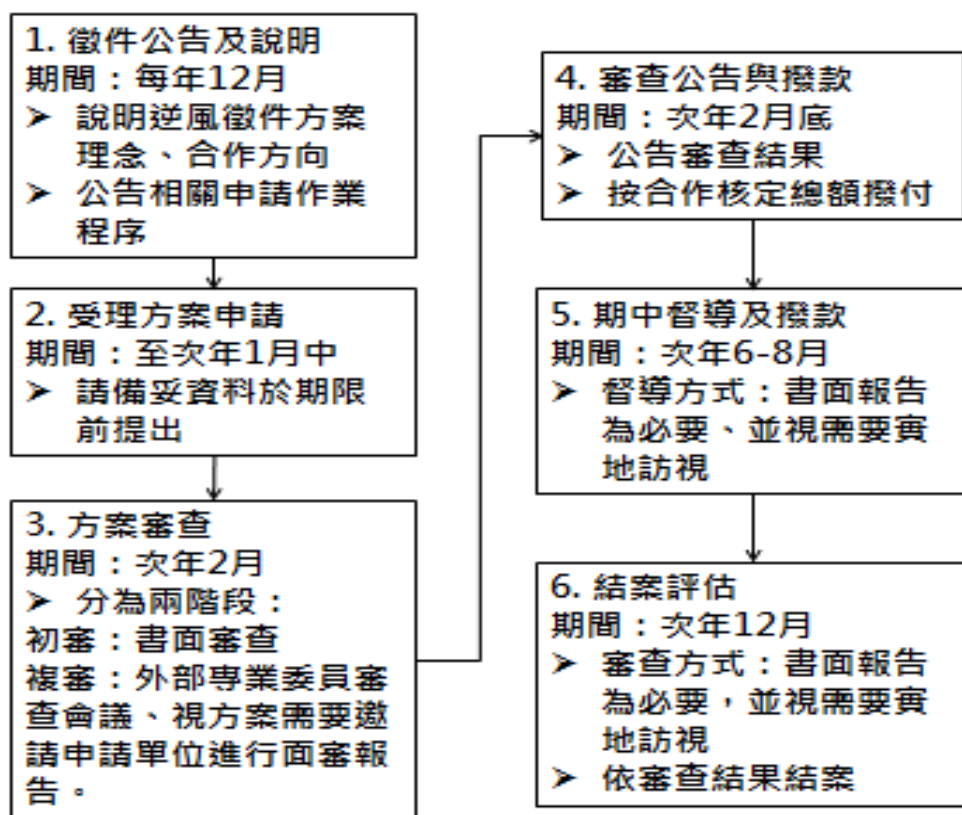 1. 徵件公告及說明
期間：每年12月
➢ 說明逆風徵件方案
理念、合作方向
➢ 公告相關申請作業
程序
2. 受理方案申請
期間：至次年1月中
➢ 請備妥資料於期限
前提出
3. 方案審查
期間：次年2月
➢ 分為兩階段：
初審：書面審查
複審：外部專業委員審
查會議、視方案需要邀
請申請單位進行面審報
告。
4. 審查公告與撥款
期間：次年2月底
➢ 公告審查結果
➢ 按合作核定總額撥付
5. 期中督導及撥款
期間：次年6-8月
➢ 督導方式：書面報告
為必要、並視需要實
地訪視
6. 結案評估
期間：次年12月
➢ 審查方式：書面報告
為必要，並視需要實
地訪視
➢ 依審查結果結案